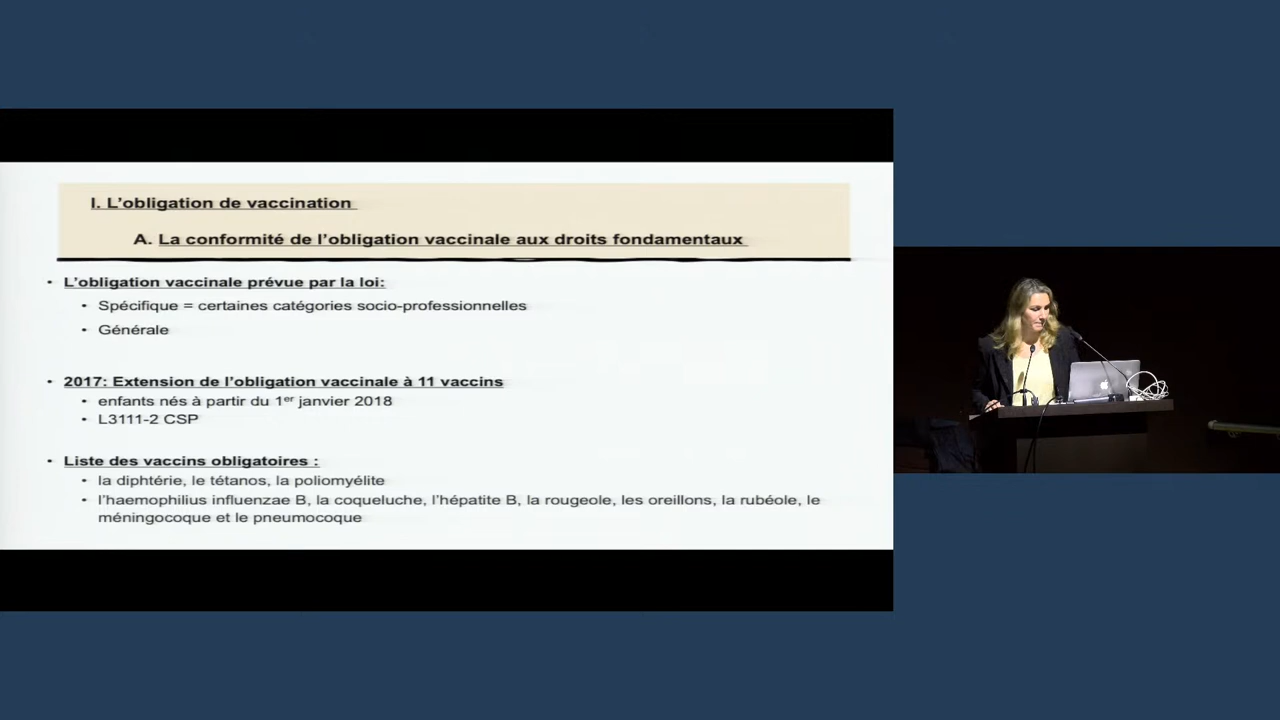 I. L'obligation de vaccination
A. La conformité de l'obligation vaccinale aux droits fondamentaux
• L'obligation vaccinale prévue par la loi:
• Spécifique = certaines catégories socio-professionnelles
• Générale
• 2017: Extension de l'obligation vaccinale à 11 vaccins
• enfants nés à partir du 1er janvier 2018
• L3111-2 CSP
• Liste des vaccins obligatoires :
• la diphtérie, le tétanos, la poliomyélite
• l'haemophilius influenzae B, la coqueluche, l'hépatite B, la rougeole, les oreillons, la rubéole, le
méningocoque et le pneumocoque